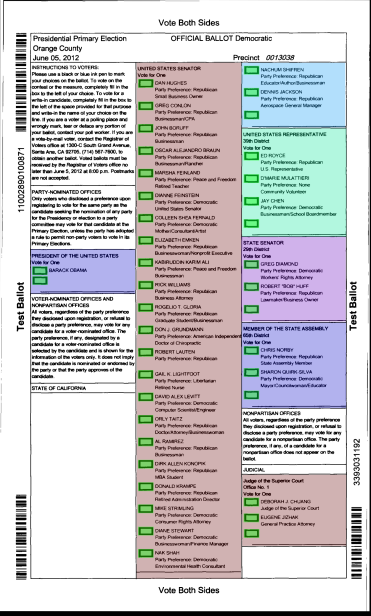 Vote Both Sides
Presidential Primary Election
Orange County
June 05, 2012
OFFICIAL BALLOT Democratic
Precinct 0013038
11002890100871
Test Ballot
INSTRUCTIONS TO VOTERS:
Please use a black or blue ink pen to mark
your choices on the ballot. To vote on the
contest or the measure, completely fill in the
box to the left of your choice. To vote for a
write-in candidate, completely fill in the box to
the left of the space provided for that purpose
and write in the name of your choice on the
line. If you are a voter at a polling place and
wrongly mark, tear or deface any portion of
your ballot, contact your poll worker. If you are
a vote-by-mail voter, contact the Registrar of
Voters office at 1300-C South Grand Avenue,
Santa Ana, CA 92705, (714) 567-7600, to
obtain another ballot. Voted ballots must be
received by the Registrar of Voters office no
later than June 5, 2012 at 8:00 p.m. Postmarks
are not accepted.
PARTY-NOMINATED OFFICES
Only voters who disclosed a preference upon
registering to vote for the same party as the
candidate seeking the nomination of any party
for the Presidency or election to a party
committee may vote for that candidate at the
Primary Election, unless the party has adopted
a rule to permit non-party voters to vote in its
Primary Elections.
PRESIDENT OF THE UNITED STATES
Vote for One
BARACK OBAMA
VOTER-NOMINATED OFFICES AND
NONPARTISAN OFFICES
All voters, regardless of the party preference
they disclosed upon registration, or refusal to
disclose a party preference, may vote for any
candidate for a voter-nominated office. The
party preference, if any, designated by a
candidate for a voter-nominated office is
selected by the candidate and is shown for the
information of the voters only. It does not imply
that the candidate is nominated or endorsed by
the party or that the party approves of the
candidate.
STATE OF CALIFORNIA
UNITED STATES SENATOR
Vote for One
DAN HUGHES
Party Preference: Republican
Small Business Owner
GREG CONLON
Party Preference: Republican
Businessman/CPA
JOHN BORUFF
Party Preference: Republican
Businessman
OSCAR ALEJANDRO BRAUN
Party Preference: Republican
Businessman/Rancher
MARSHA FEINLAND
Party Preference: Peace and Freedom
Retired Teacher
DIANNE FEINSTEIN
Party Preference: Democratic
United States Senator
COLLEEN SHEA FERNALD
Party Preference: Democratic
Mother/Consultant/Artist
ELIZABETH EMKEN
Party Preference: Republican
Businesswoman/Nonprofit Executive
KABIRUDDIN KARIM ALI
Party Preference: Peace and Freedom
Businessman
RICK WILLIAMS
Party Preference: Republican
Business Attorney
ROGELIO T. GLORIA
Party Preference: Republican
Graduate Student/Businessman
DON J. GRUNDMANN
Party Preference: American Independent
Doctor of Chiropractic
ROBERT LAUTEN
Party Preference: Republican
GAIL K. LIGHTFOOT
Party Preference: Libertarian
Retired Nurse
DAVID ALEX LEVITT
Party Preference: Democratic
Computer Scientist/Engineer
ORLY TAITZ
Party Preference: Republican
Doctor/Attorney/Businesswoman
AL RAMIREZ
Party Preference: Republican
Businessman
DIRK ALLEN KONOPIK
Party Preference: Republican
MBA Student
DONALD KRAMPE
Party Preference: Republican
Retired Administration Director
MIKE STRIMLING
Party Preference: Democratic
Consumer Rights Attorney
DIANE STEWART
Party Preference: Democratic
Businesswoman/Finance Manager
NAK SHAH
Party Preference: Democratic
Environmental Health Consultant
NACHUM SHIFREN
Party Preference: Republican
Educator/Author/Businessman
DENNIS JACKSON
Party Preference: Republican
Aerospace General Manager
UNITED STATES REPRESENTATIVE
39th District
Vote for One
ED ROYCE
Party Preference: Republican
U.S. Representative
D'MARIE MULATTIERI
Party Preference: None
Community Volunteer
JAY CHEN
Party Preference: Democratic
Businessman/School Boardmember
STATE SENATOR
29th District
Vote for One
GREG DIAMOND
Party Preference: Democratic
Workers' Rights Attorney
ROBERT "BOB" HUFF
Party Preference: Republican
Lawmaker/Business Owner
MEMBER OF THE STATE ASSEMBLY
65th District
Vote for One
CHRIS NORBY
Party Preference: Republican
State Assembly Member
SHARON QUIRK-SILVA
Party Preference: Democratic
Mayor/Councilwoman/Educator
NONPARTISAN OFFICES
All voters, regardless of the party preference
they disclosed upon registration, or refusal to
disclose a party preference, may vote for any
candidate for a nonpartisan office. The party
preference, if any, of a candidate for a
nonpartisan office does not appear on the
ballot.
JUDICIAL
Judge of the Superior Court
Office No. 1
Vote for One
DEBORAH J. CHUANG
Judge of the Superior Court
EUGENE JIZHAK
General Practice Attorney
Test Ballot
3393031192
Vote Both Sides